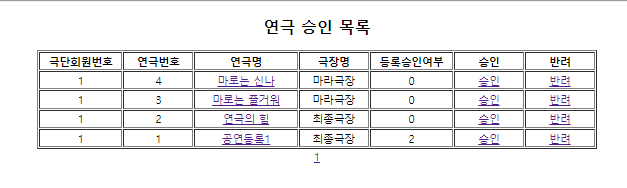 연극 승인 목록
극단회원번호 연극번호 연극명 극장명 등록승인여부 승인 반려
1 4 마로는 신나 마라극장 0 승인 반려
1 3 마로는 즐거워 마라극장 0 승인 반려
1 2 연극의 힘 최종극장 0 승인 반려
1 1 공연등록1 최종극장 2 승인 반려
1